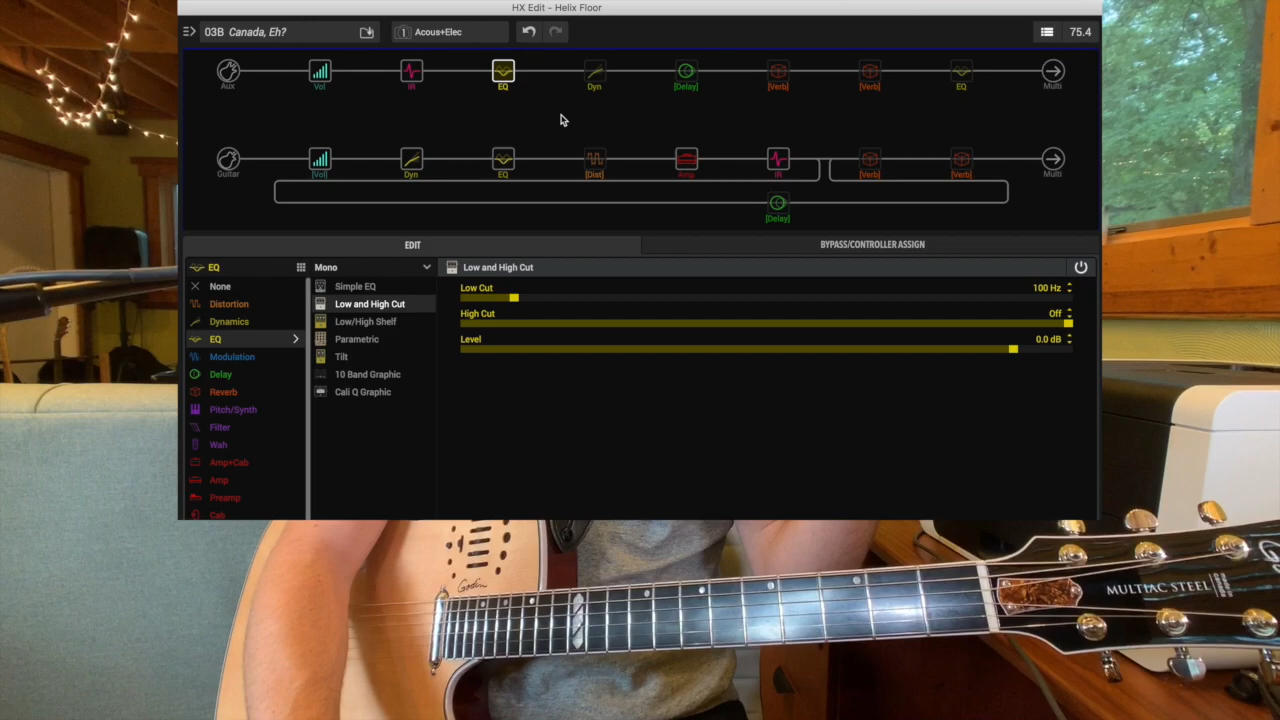 HX Edit - Helix Floor
03B Canada, Eh?
1 Acous+Elec
75.4
Aux Vol IR EQ Dyn [Delay] [Verb] [Verb] EQ Multi
Guitar [Vol] Dyn EQ [Dist] Amp IR [Verb] [Verb] Multi
[Delay]
EDIT BYPASS/CONTROLLER ASSIGN
EQ Mono Low and High Cut
None
Distortion
Dynamics
EQ
Modulation
Delay
Reverb
Pitch/Synth
Filter
Wah
Amp+Cab
Amp
Preamp
Cab
Simple EQ
Low and High Cut
Low/High Shelf
Parametric
Tilt
10 Band Graphic
Cali Q Graphic
Low Cut 100 Hz
High Cut Off
Level 0.0 dB
Godin
MULTIAC STEEL